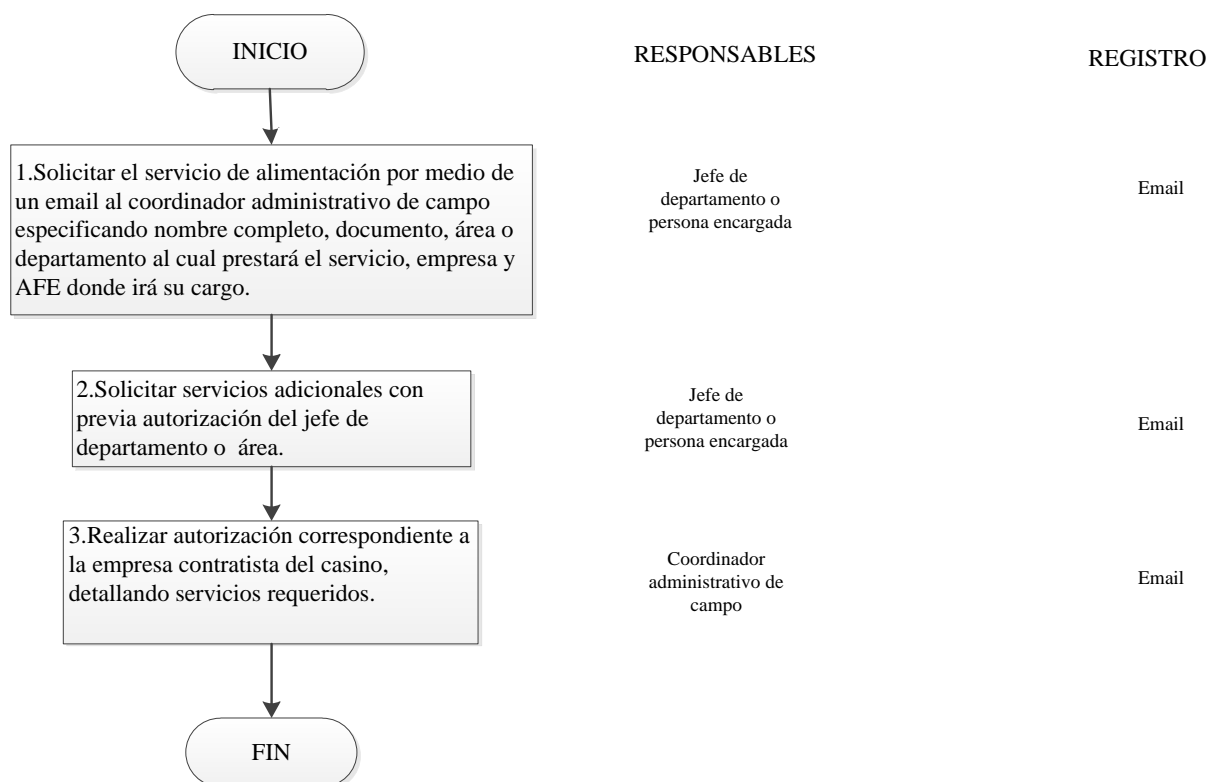 INICIO
RESPONSABLES
REGISTRO
1.Solicitar el servicio de alimentación por medio de
un email al coordinador administrativo de campo
especificando nombre completo, documento, área o
departamento al cual prestará el servicio, empresa y
AFE donde irá su cargo.
Jefe de
departamento o
persona encargada
Email
2.Solicitar servicios adicionales con
previa autorización del jefe de
departamento o área.
Jefe de
departamento o
persona encargada
Email
3.Realizar autorización correspondiente a
la empresa contratista del casino,
detallando servicios requeridos.
Coordinador
administrativo de
campo
Email
FIN